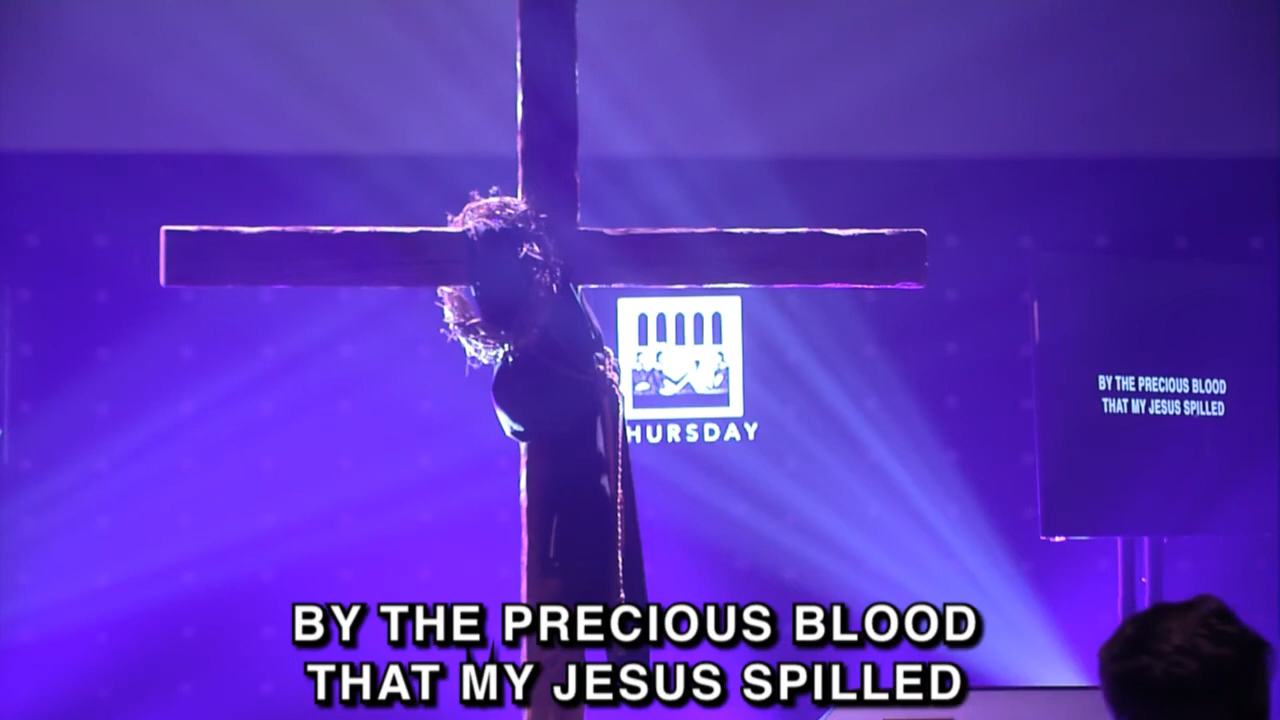 HURSDAY
BY THE PRECIOUS BLOOD
THAT MY JESUS SPILLED
BY THE PRECIOUS BLOOD
THAT MY JESUS SPILLED